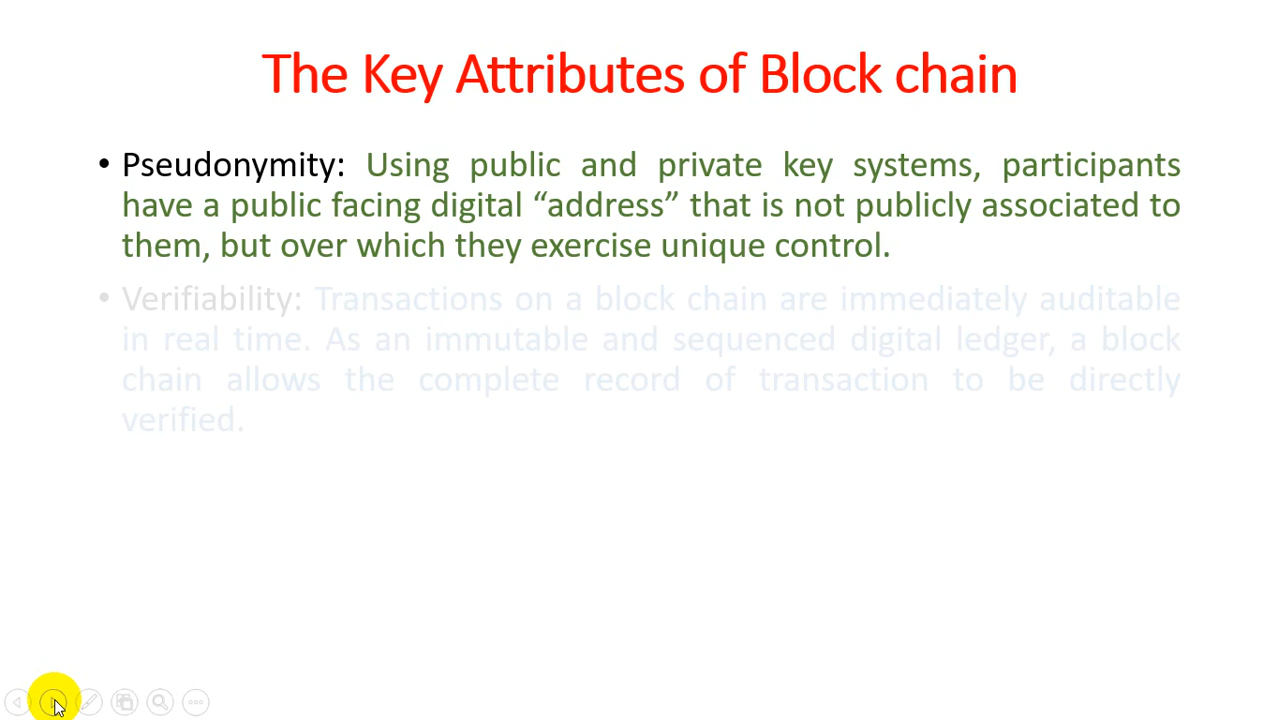 The Key Attributes of Block chain
• Pseudonymity: Using public and private key systems, participants
have a public facing digital “address” that is not publicly associated to
them, but over which they exercise unique control.
• Verifiability: Transactions on a block chain are immediately auditable
in real time. As an immutable and sequenced digital ledger, a block
chain allows the complete record of transaction to be directly
verified.